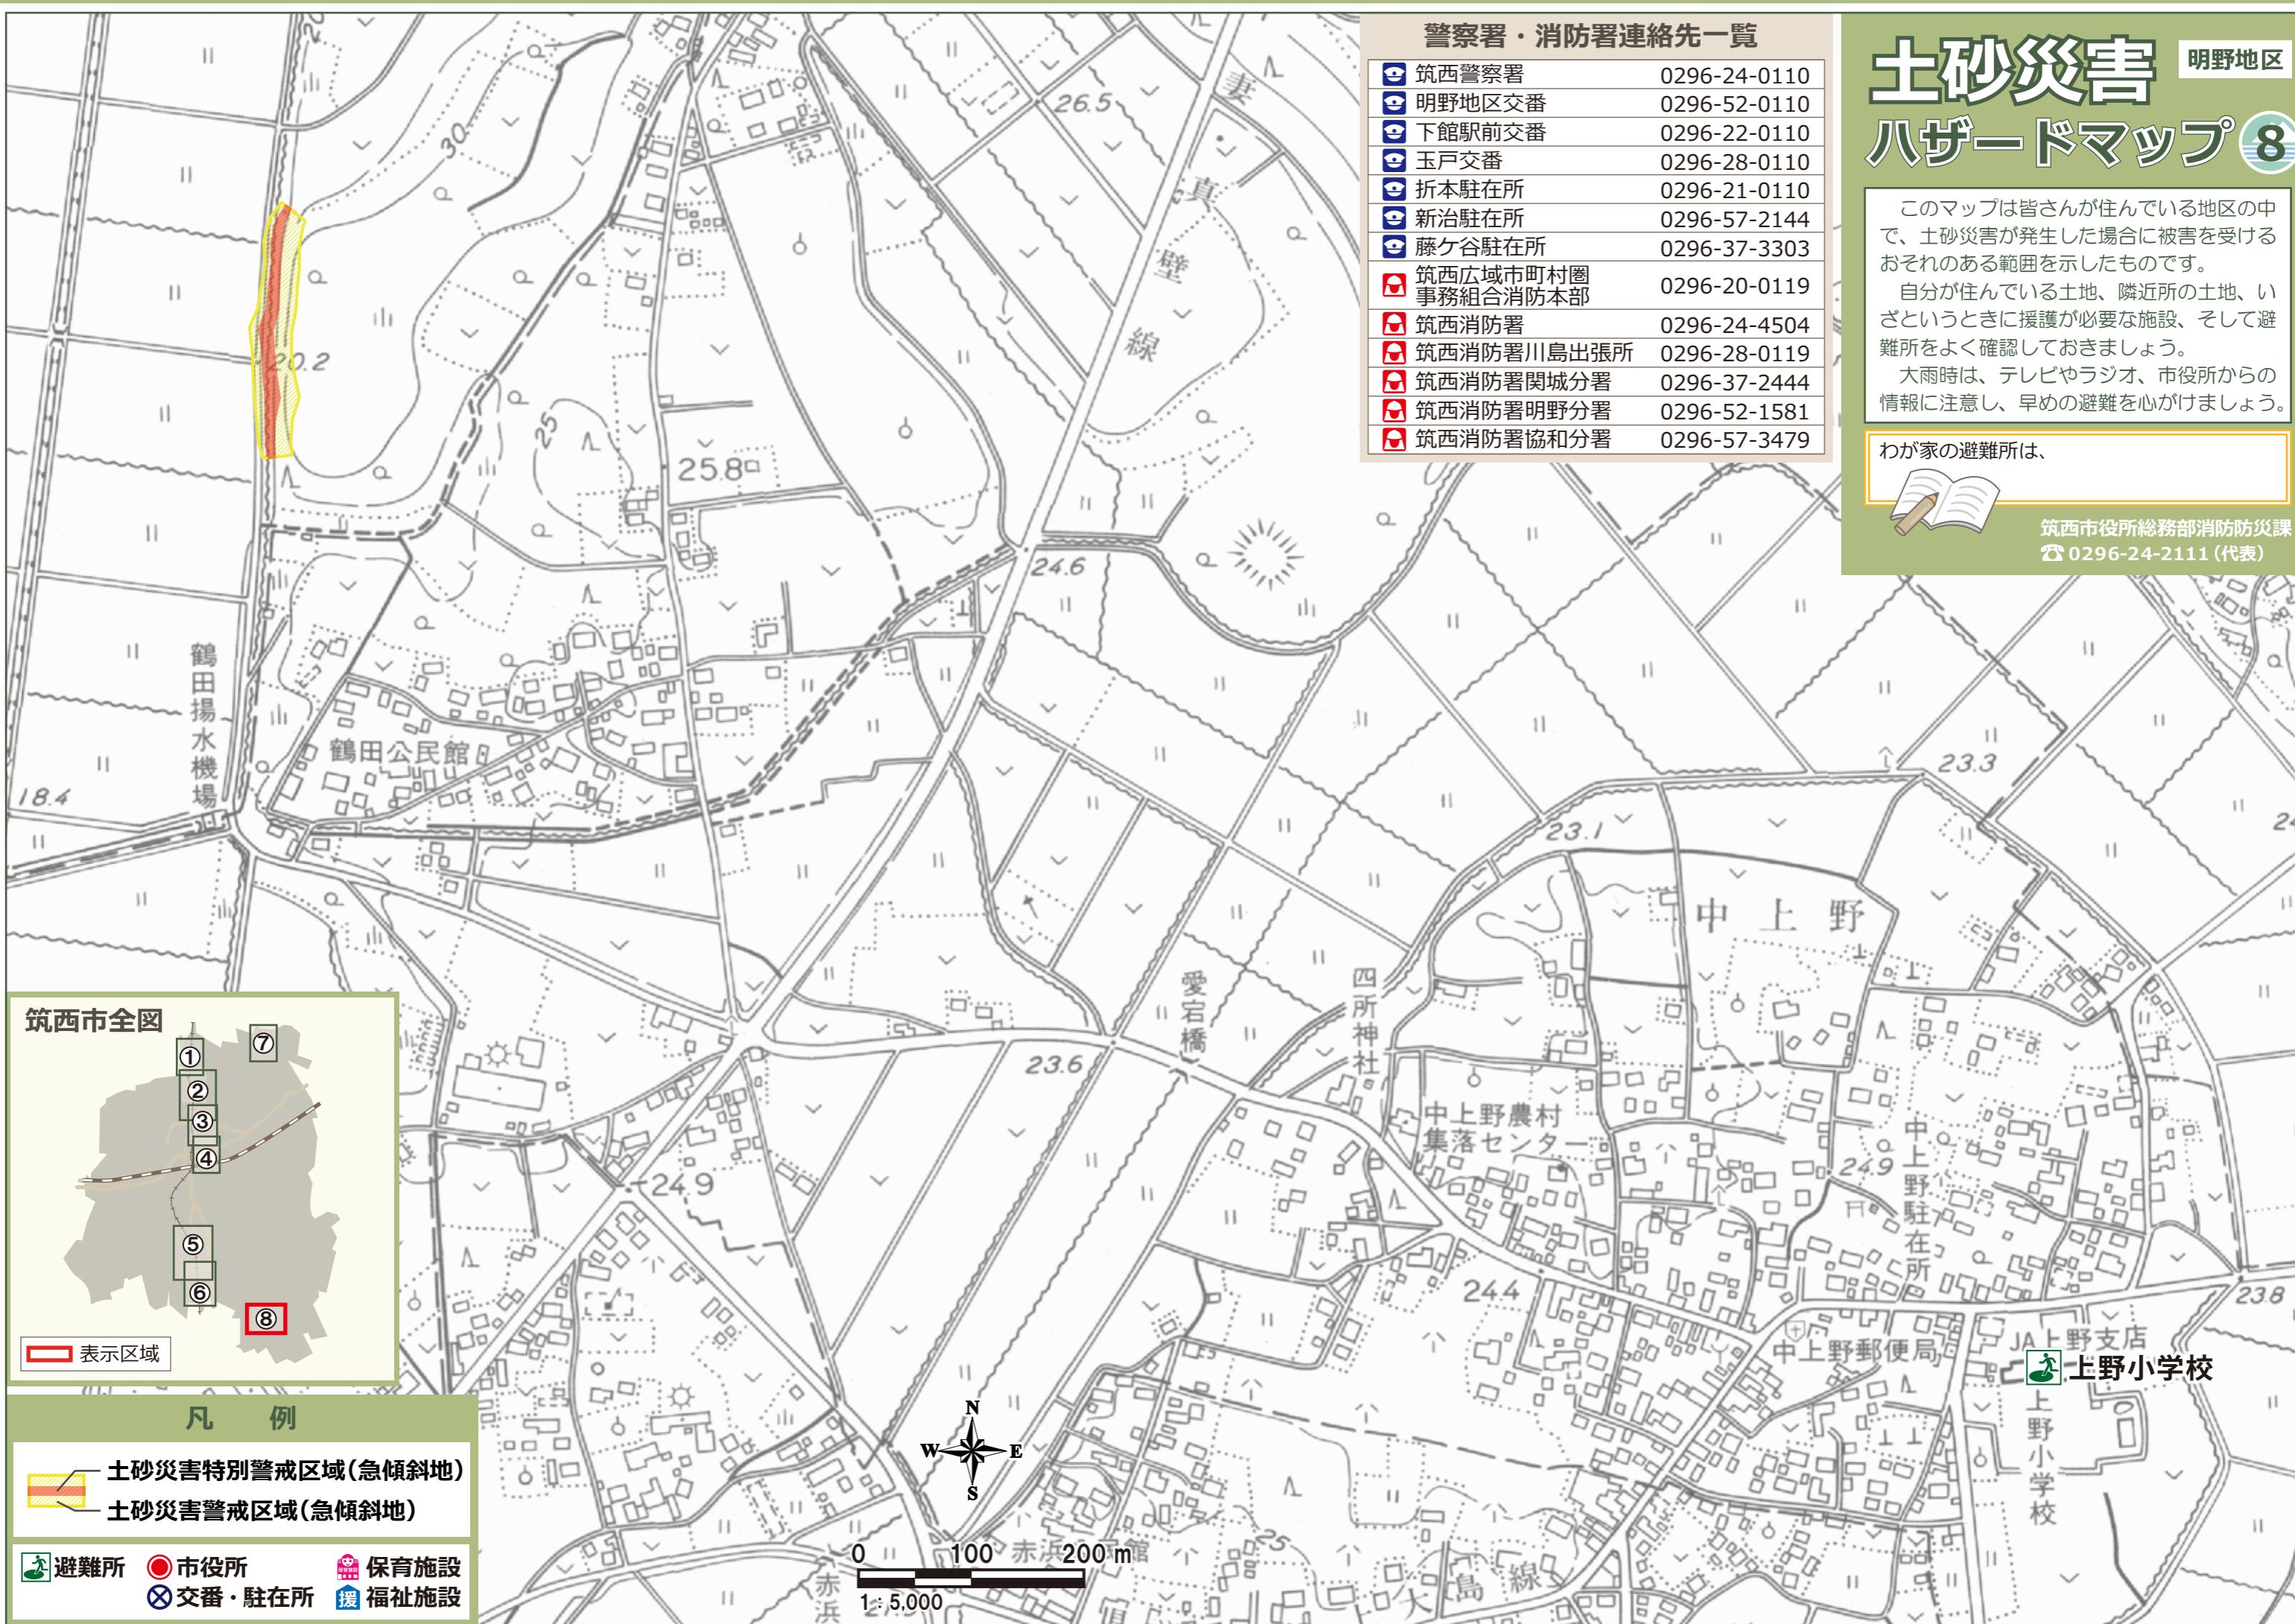 警察署・消防署連絡先一覧
筑西警察署 0296-24-0110
明野地区交番 0296-52-0110
下館駅前交番 0296-22-0110
玉戸交番 0296-28-0110
折本駐在所 0296-21-0110
新治駐在所 0296-57-2144
藤ケ谷駐在所 0296-37-3303
筑西広域市町村圏
事務組合消防本部 0296-20-0119
筑西消防署 0296-24-4504
筑西消防署川島出張所 0296-28-0119
筑西消防署関城分署 0296-37-2444
筑西消防署明野分署 0296-52-1581
筑西消防署協和分署 0296-57-3479
土砂災害
明野地区
ハザードマップ 8
このマップは皆さんが住んでいる地区の中
で、土砂災害が発生した場合に被害を受ける
おそれのある範囲を示したものです。
自分が住んでいる土地、隣近所の土地、い
ざというときに援護が必要な施設、そして避
難所をよく確認しておきましょう。
大雨時は、テレビやラジオ、市役所からの
情報に注意し、早めの避難を心がけましょう。
わが家の避難所は、
筑西市役所総務部消防防災課
☎0296-24-2111(代表)
26.5
30
妻
真
壁
線
20.2
25
25.8
24.6
鶴田揚水機場
鶴田公民館
18.4
23.3
23.1
中上野
愛宕橋
四所神社
23.6
中上野農村
集落センター
24.9
中上野駐在所
24.9
24.4
23.8
中上野郵便局
JA上野支店
上野小学校
上野小学校
大島線
25
赤浜
筑西市全図
①
②
③
④
⑤
⑥
⑦
⑧
表示区域
凡 例
土砂災害特別警戒区域(急傾斜地)
土砂災害警戒区域(急傾斜地)
避難所 市役所 保育施設
交番・駐在所 援 福祉施設
N
W E
S
0 100 200 m
1:5,000